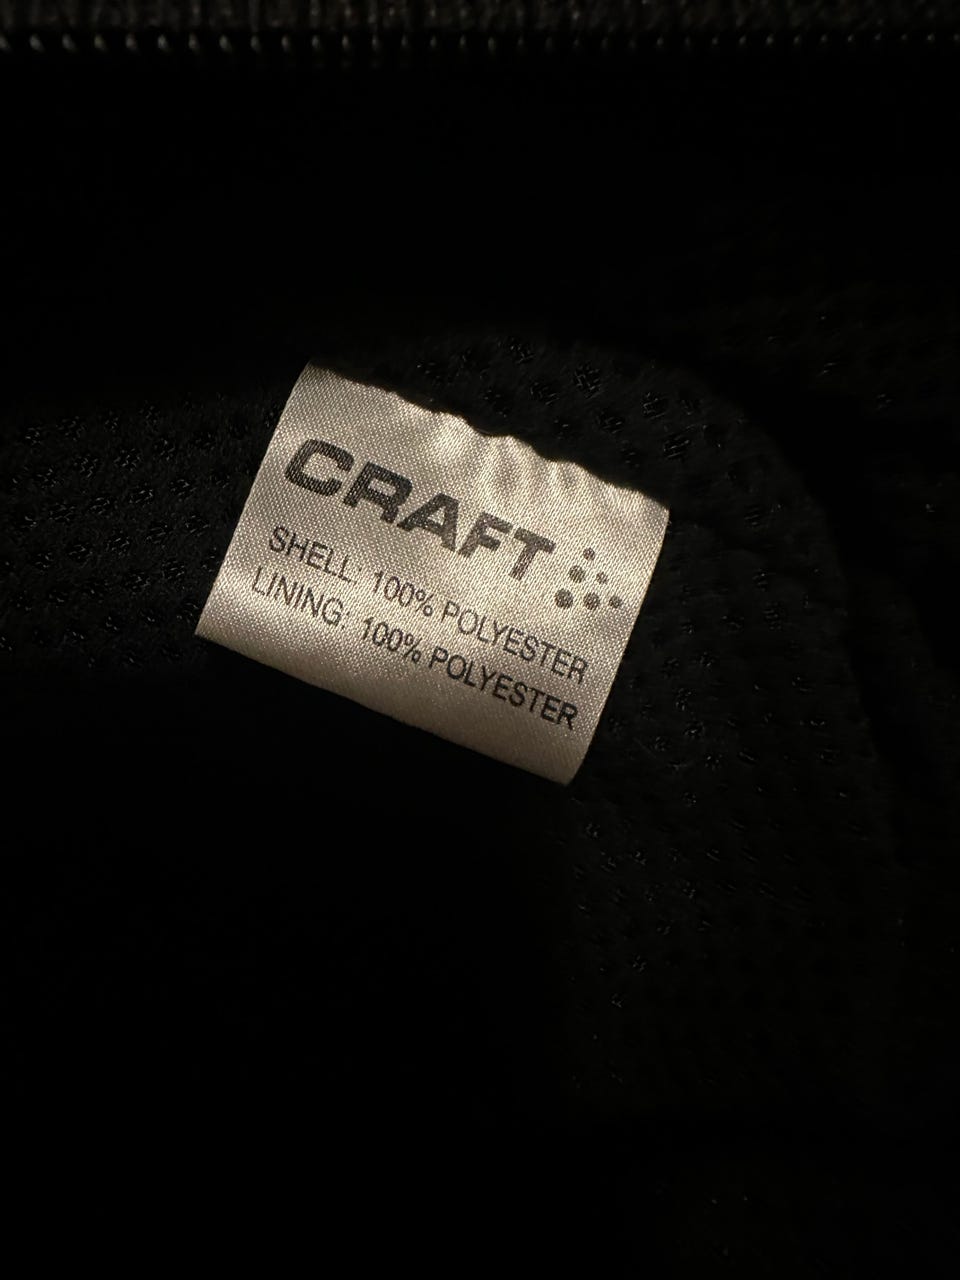 CRAFT
SHELL: 100% POLYESTER
LINING: 100% POLYESTER